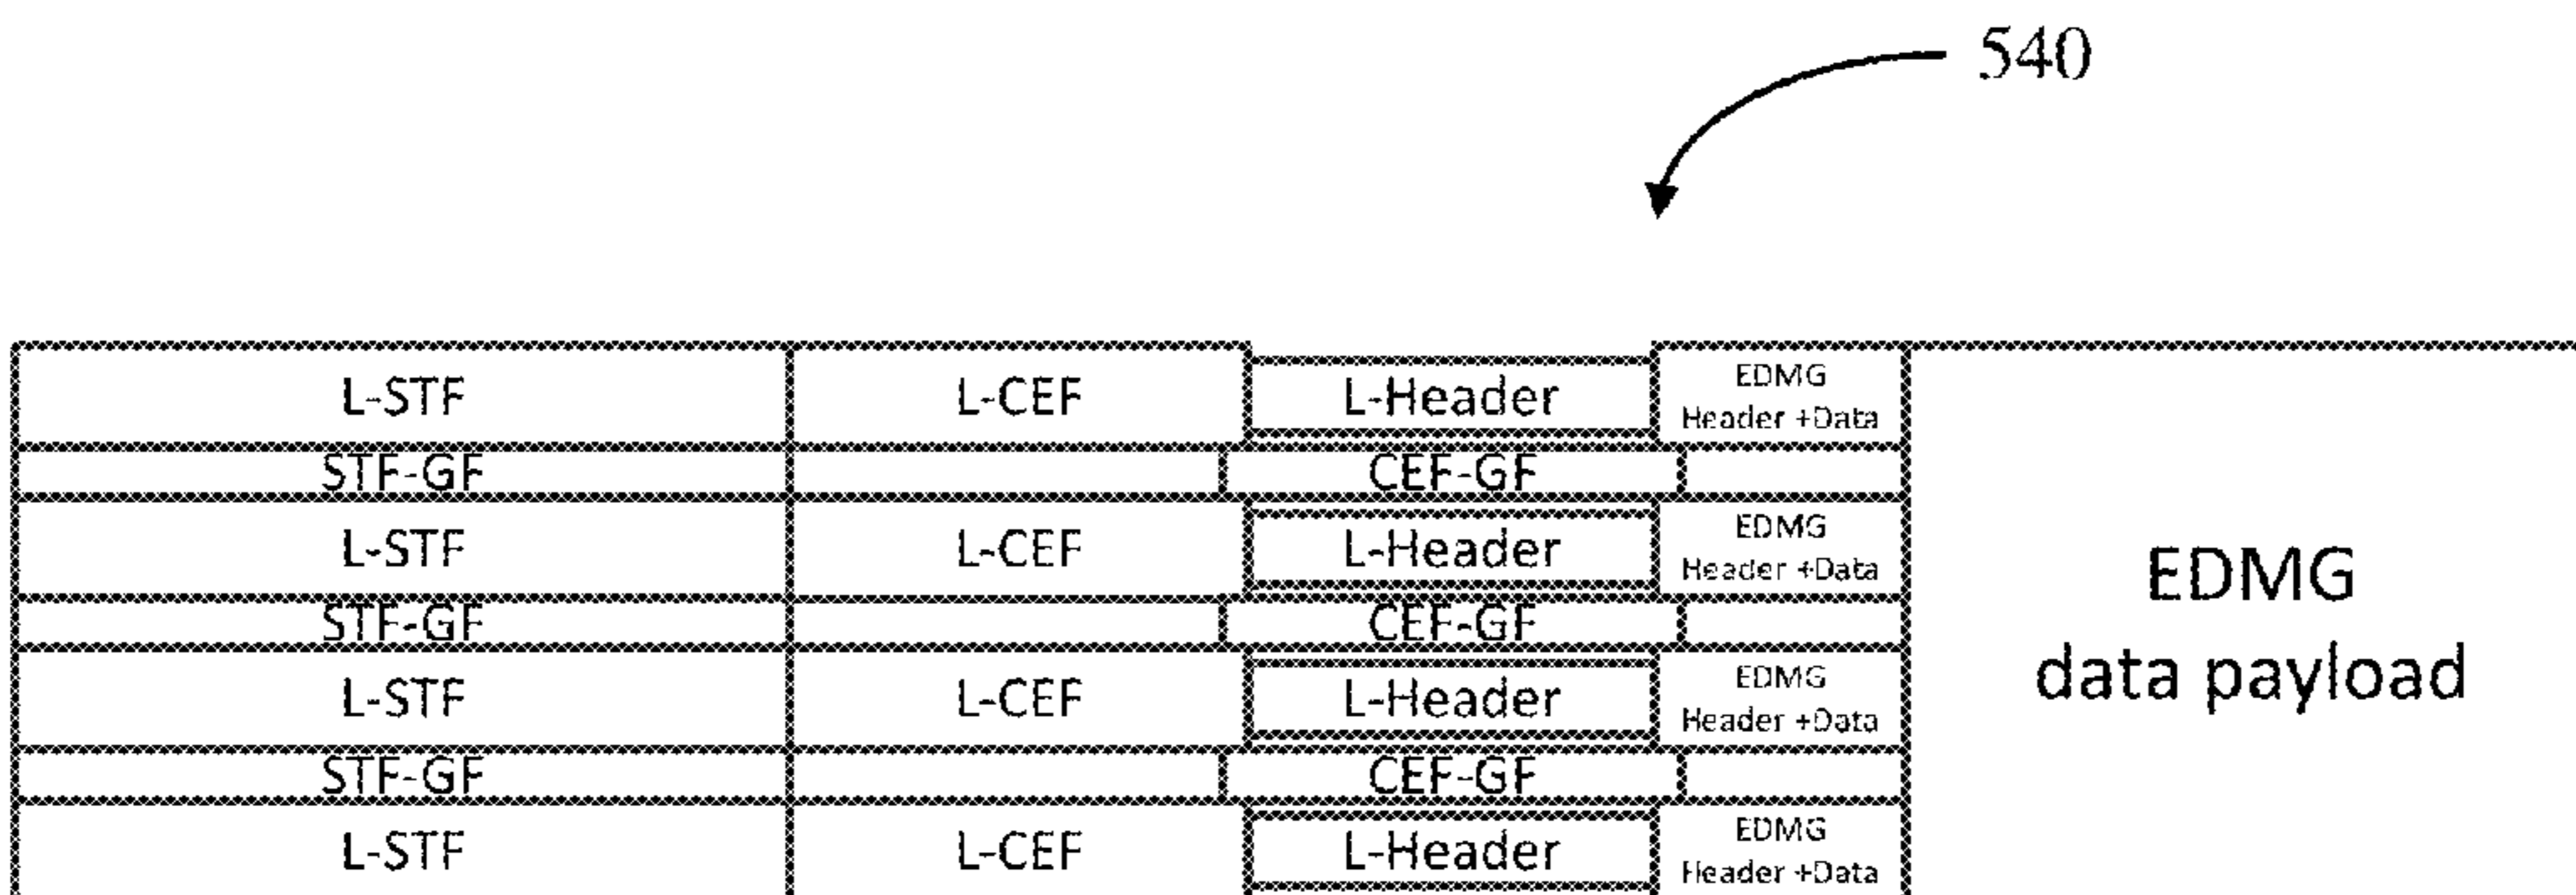 540
L-STF L-CEF L-Header EDMG
Header +Data
STF-GF CEF-GF
L-STF L-CEF L-Header EDMG
Header +Data
STF-GF CEF-GF
L-STF L-CEF L-Header EDMG
Header +Data
STF-GF CEF-GF
L-STF L-CEF L-Header EDMG
Header +Data
EDMG
data payload